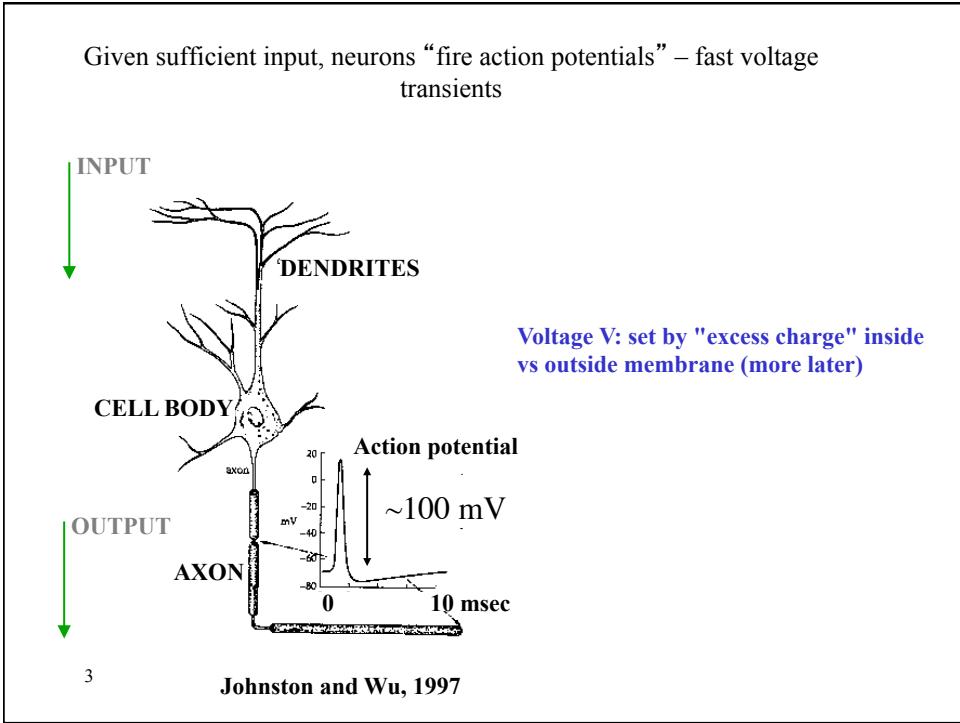 Given sufficient input, neurons “fire action potentials” – fast voltage
transients
INPUT
DENDRITES
Voltage V: set by "excess charge" inside
vs outside membrane (more later)
CELL BODY
axon
Action potential
20
0
-20
-40
-60
-80
mV
~100 mV
OUTPUT
AXON
0 10 msec
3
Johnston and Wu, 1997